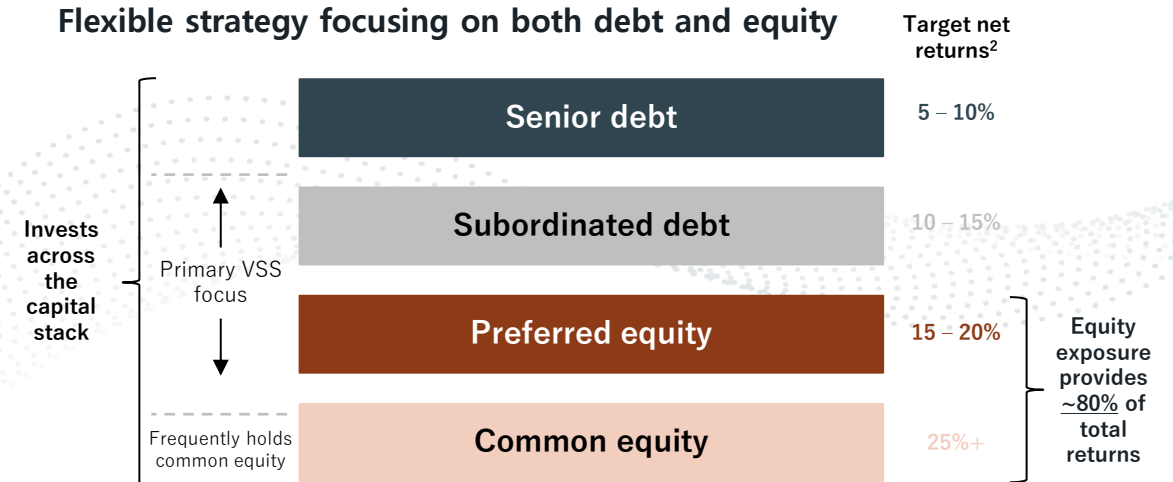 Flexible strategy focusing on both debt and equity
Target net
returns²
Senior debt
5 – 10%
Subordinated debt
10 – 15%
Invests
across
the
capital
stack
Primary VSS
focus
Preferred equity
15 – 20%
Equity
exposure
provides
~80% of
total
returns
Frequently holds
common equity
Common equity
25%+